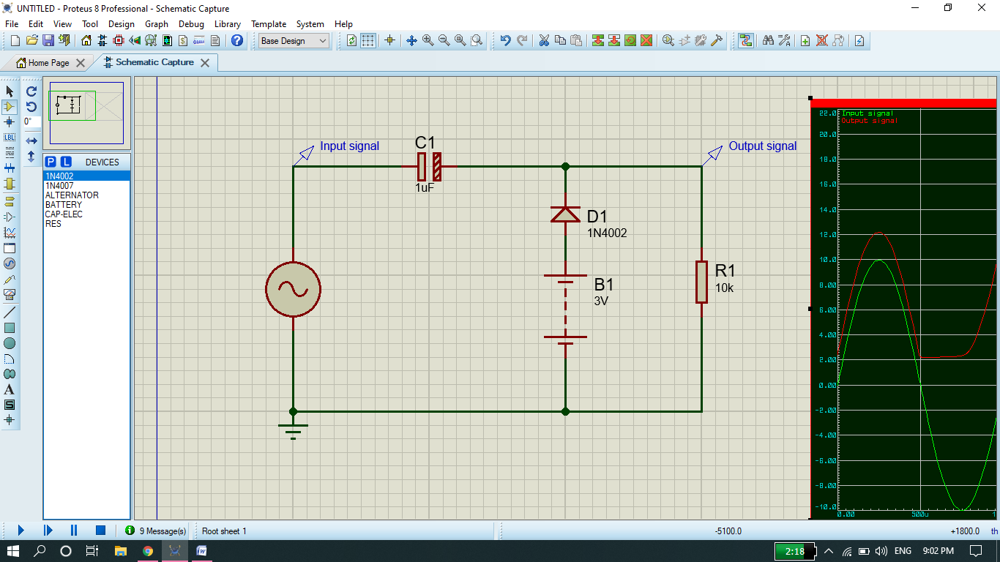 UNTITLED - Proteus 8 Professional - Schematic Capture
File Edit View Tool Design Graph Debug Library Template System Help
Base Design
Home Page
Schematic Capture
0°
LBL
A
S
P L DEVICES
1N4002
1N4007
ALTERNATOR
BATTERY
CAP-ELEC
RES
Input signal
C1
1uF
Output signal
D1
1N4002
B1
3V
R1
10k
Input signal
Output signal
22.0
20.0
18.0
16.0
14.0
12.0
10.0
8.00
6.00
4.00
2.00
0.00
-2.00
-4.00
-6.00
-8.00
-10.0
0.00 500u 1
9 Message(s)
Root sheet 1
-5100.0
+1800.0 th
2:18
ENG
9:02 PM